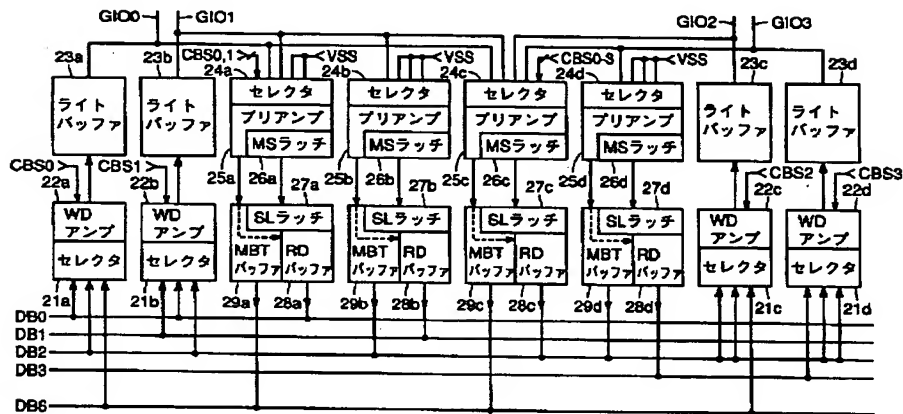 GIO0 GIO1 GIO2 GIO3
23a 23b CBS0,1 VSS VSS CBS0-3 VSS 23c 23d
24a 24b 24c 24d
ライト
バッファ
ライト
バッファ
セレクタ
プリアンプ
MSラッチ
セレクタ
プリアンプ
MSラッチ
セレクタ
プリアンプ
MSラッチ
セレクタ
プリアンプ
MSラッチ
ライト
バッファ
ライト
バッファ
CBS0 CBS1 25a 26a 25b 26b 25c 26c 25d 26d CBS2 CBS3
22a 22b 27a 27b 27c 27d 22c 22d
WD
アンプ
セレクタ
WD
アンプ
セレクタ
SLラッチ
MBT
バッファ
RD
バッファ
SLラッチ
MBT
バッファ
RD
バッファ
SLラッチ
MBT
バッファ
RD
バッファ
SLラッチ
MBT
バッファ
RD
バッファ
WD
アンプ
セレクタ
WD
アンプ
セレクタ
21a 21b 29a 28a 29b 28b 29c 28c 29d 28d 21c 21d
DB0
DB1
DB2
DB3
DB6